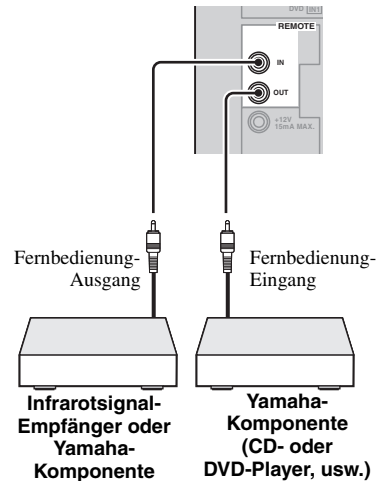 DVD IN1
REMOTE
IN
OUT
+12V
15mA MAX.
Fernbedienung-
Ausgang
Fernbedienung-
Eingang
Infrarotsignal-
Empfänger oder
Yamaha-
Komponente
Yamaha-
Komponente
(CD- oder
DVD-Player, usw.)